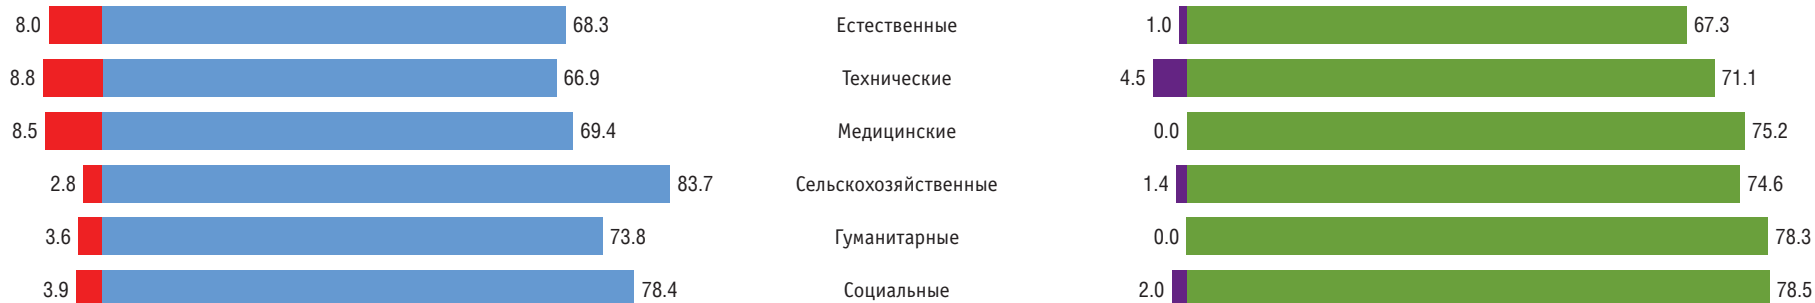 8.0 68.3 Естественные 1.0 67.3
8.8 66.9 Технические 4.5 71.1
8.5 69.4 Медицинские 0.0 75.2
2.8 83.7 Сельскохозяйственные 1.4 74.6
3.6 73.8 Гуманитарные 0.0 78.3
3.9 78.4 Социальные 2.0 78.5